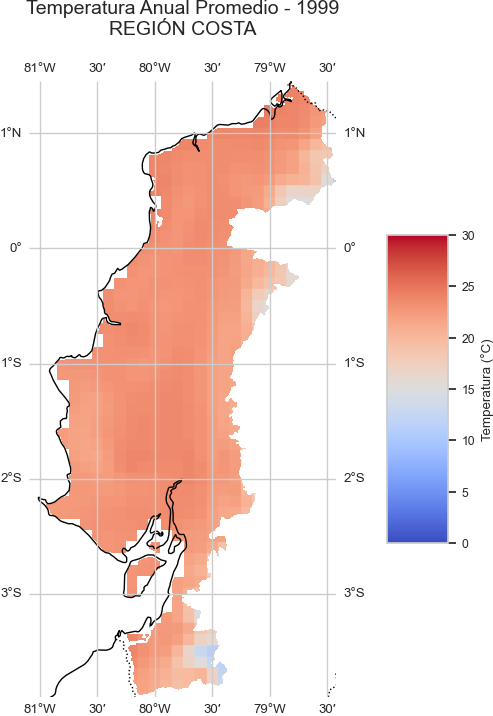 Temperatura Anual Promedio - 1999
REGIÓN COSTA
81°W 30' 80°W 30' 79°W 30'
1°N 1°N
0° 0°
1°S 1°S
2°S 2°S
3°S 3°S
81°W 30' 80°W 30' 79°W 30'
30
25
20
15
10
5
0
Temperatura (°C)